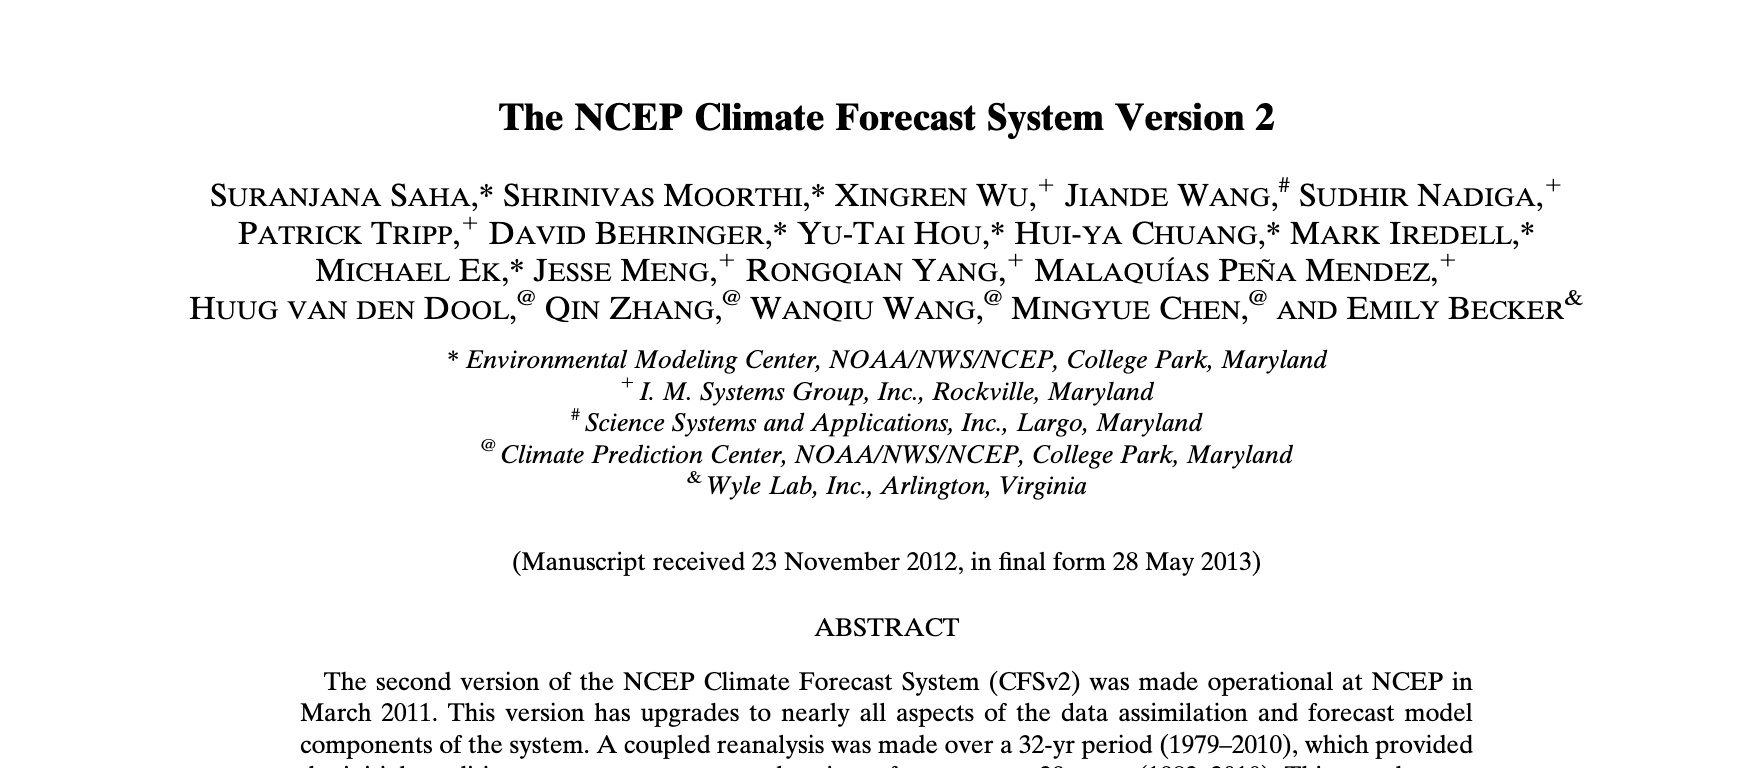 The NCEP Climate Forecast System Version 2
SURANJANA SAHA,* SHRINIVAS MOORTHI,* XINGREN WU,+ JIANDE WANG,# SUDHIR NADIGA,+
PATRICK TRIPP,+ DAVID BEHRINGER,* YU-TAI HOU,* HUI-YA CHUANG,* MARK IREDELL,*
MICHAEL EK,* JESSE MENG,+ RONGQIAN YANG,+ MALAQUÍAS PEÑA MENDEZ,+
HUUG VAN DEN DOOL,@ QIN ZHANG,@ WANQIU WANG,@ MINGYUE CHEN,@ AND EMILY BECKER&
* Environmental Modeling Center, NOAA/NWS/NCEP, College Park, Maryland
+ I. M. Systems Group, Inc., Rockville, Maryland
# Science Systems and Applications, Inc., Largo, Maryland
@ Climate Prediction Center, NOAA/NWS/NCEP, College Park, Maryland
& Wyle Lab, Inc., Arlington, Virginia
(Manuscript received 23 November 2012, in final form 28 May 2013)
ABSTRACT
The second version of the NCEP Climate Forecast System (CFSv2) was made operational at NCEP in
March 2011. This version has upgrades to nearly all aspects of the data assimilation and forecast model
components of the system. A coupled reanalysis was made over a 32-yr period (1979–2010), which provided